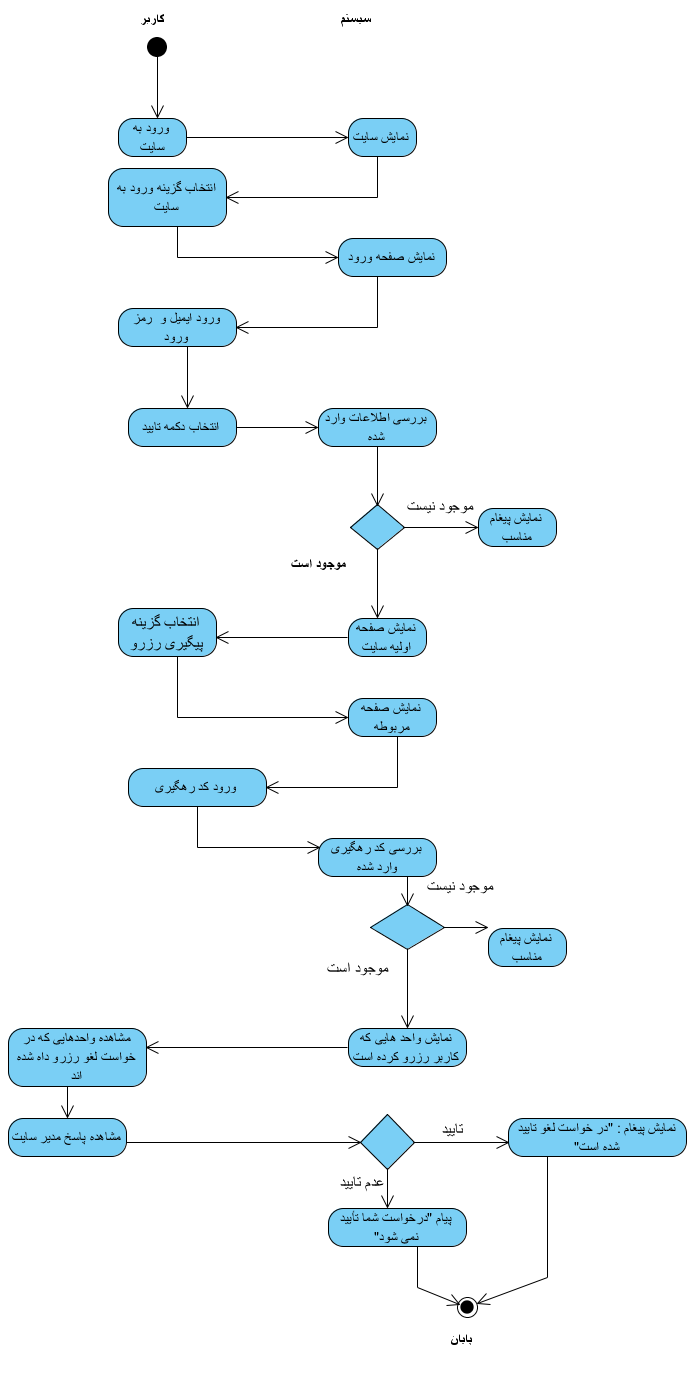 کاربر
سیستم
ورود به
سایت
نمایش سایت
انتخاب گزینه ورود به
سایت
نمایش صفحه ورود
ورود ایمیل و رمز
ورود
انتخاب دکمه تایید
بررسی اطلاعات وارد
شده
موجود نیست
نمایش پیغام
مناسب
موجود است
انتخاب گزینه
پیگیری رزرو
نمایش صفحه
اولیه سایت
نمایش صفحه
مربوطه
ورود کد رهگیری
بررسی کد رهگیری
وارد شده
موجود نیست
نمایش پیغام
مناسب
موجود است
نمایش واحد هایی که
کاربر رزرو کرده است
مشاهده واحدهایی که در
خواست لغو رزرو داه شده
اند
مشاهده پاسخ مدیر سایت
تایید
نمایش پیغام : "در خواست لغو تایید
شده است"
عدم تایید
پیام "درخواست شما تأیید
نمی شود"
پایان